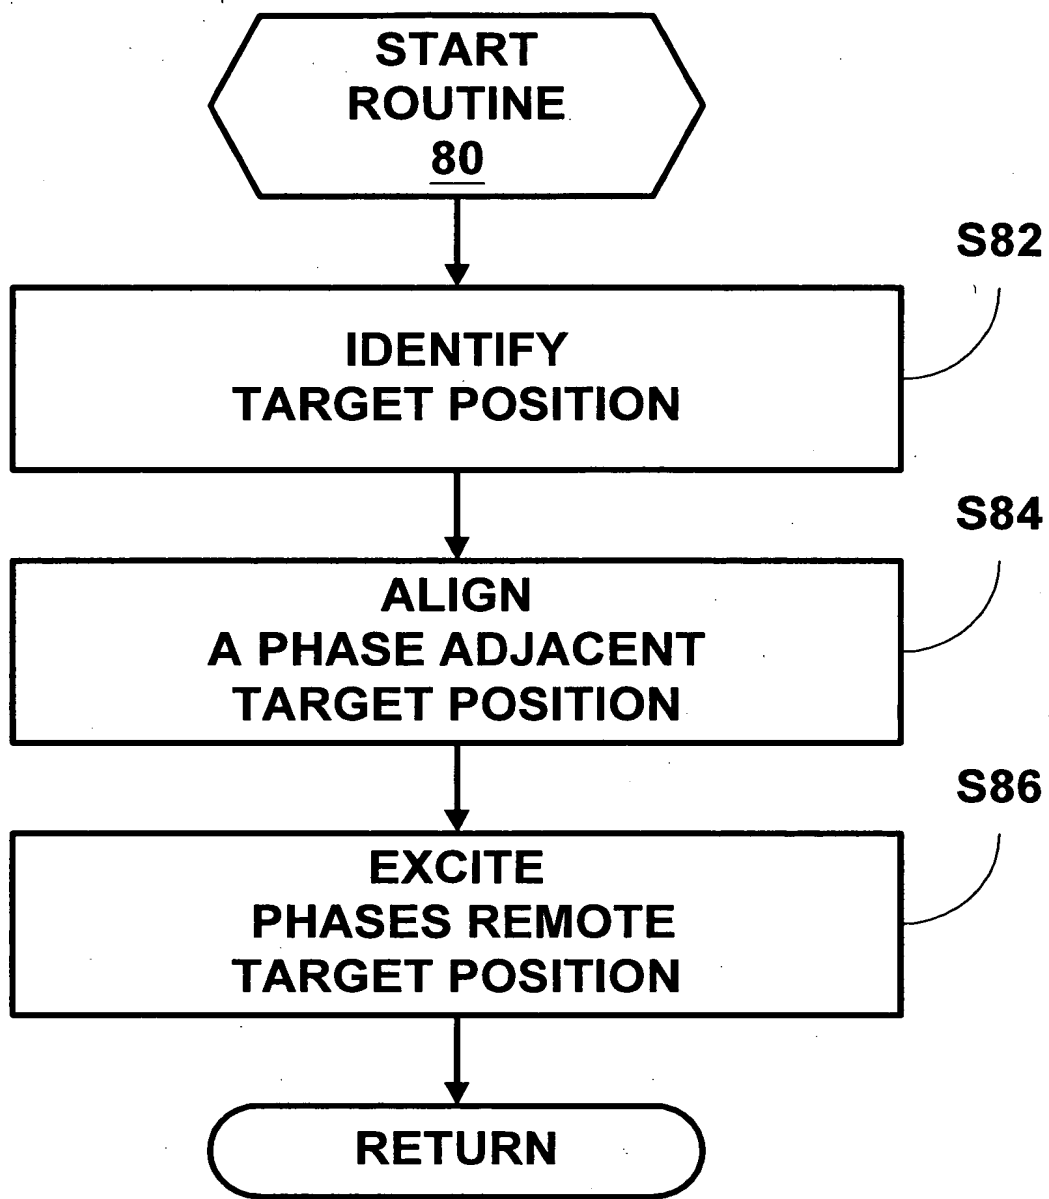 START
ROUTINE
80
S82
IDENTIFY
TARGET POSITION
S84
ALIGN
A PHASE ADJACENT
TARGET POSITION
S86
EXCITE
PHASES REMOTE
TARGET POSITION
RETURN